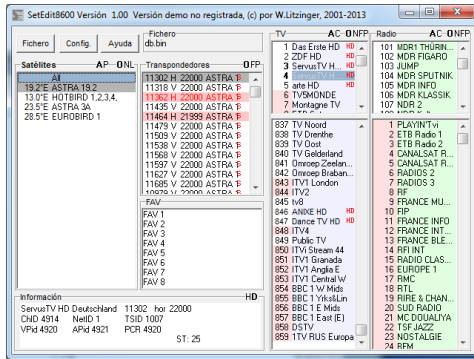 SetEdit8600 Versión 1.00 Versión demo no registrada, (c) por W.Litzinger, 2001-2013
Fichero
Config.
Ayuda
Fichero
db.bin
Satélites AP-ONL
All
19.2°E ASTRA 19.2
13.0°E HOTBIRD 1,2,3,4,
23.5°E ASTRA 3A
28.5°E EUROBIRD 1
Transpondedores OFP
11302 H 22000 ASTRA 1
11318 V 22000 ASTRA 1
11362 H 22000 ASTRA 1
11435 V 22000 ASTRA 1
11464 H 21999 ASTRA 1
11479 V 22000 ASTRA 1
11509 V 22000 ASTRA 1
11538 V 22000 ASTRA 1
11568 V 22000 ASTRA 1
11597 V 22000 ASTRA 1
11627 V 22000 ASTRA 1
11685 V 22000 ASTRA 1
FAV
FAV 1
FAV 2
FAV 3
FAV 4
FAV 5
FAV 6
FAV 7
FAV 8
Información HD-
ServusTV HD Deutschland 11302 hor 22000
ChID 4914 NetID 1 TSID 1007
VPid 4920 APid 4921 PCR 4920
ST: 25
TV AC-ONFP
1 Das Erste HD HD
2 ZDF HD HD
3 ServusTV H... HD
4 ServusTV H... HD
5 arte HD HD
6 TV5MONDE
7 Montagne TV
837 TV Noord
838 TV Drenthe
839 TV Oost
840 TV Gelderland
841 Omroep Zeelan...
842 Omroep Braban...
843 ITV1 London
844 ITV2
845 tv8
846 ANIXE HD HD
847 Dance TV HD HD
848 ITV4
849 Public TV
850 ITVi Stream 44
851 ITV1 Granada
852 ITV1 Anglia E
853 ITV1 Central W
854 BBC 1 W Mids
855 BBC 1 Yrks&Lin
856 BBC 1 E Mids
857 BBC 1 East (E)
858 DSTV
859 1TV RUS Europa
Radio AC-ONFP
101 MDR1 THÜRIN...
102 MDR FIGARO
103 JUMP
104 MDR SPUTNIK
105 MDR INFO
106 MDR KLASSIK
107 NDR 2
1 PLAYIN'Tvi
2 ETB Radio 1
3 ETB Radio 2
4 CANALSAT R...
5 CANALSAT R...
6 RADIOS 2
7 RADIOS 3
8 RF
9 FRANCE MU...
10 FIP
11 FRANCE INFO
12 FRANCE INT...
13 FRANCE BLE...
14 RFI INT
15 RADIO CLAS...
16 EUROPE 1
17 RMC
18 RTL
19 RIRE & CHAN...
20 SUD RADIO
21 MC DOUALIYA
22 TSF JAZZ
23 NOSTALGIE
24 RFM